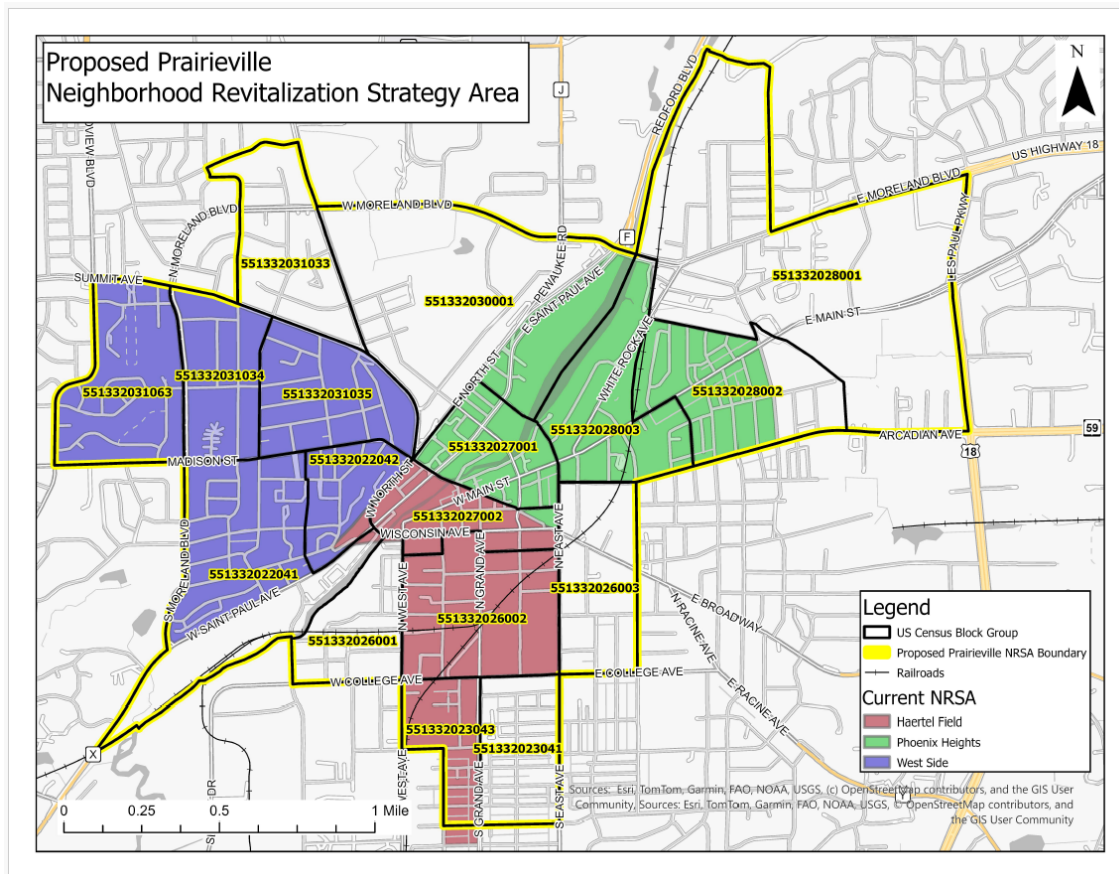 Proposed Prairieville
Neighborhood Revitalization Strategy Area
N
J
REDFORD BLVD
US HIGHWAY 18
E MORELAND BLVD
N MORELAND BLVD
W MORELAND BLVD
F
LES PAUL PKWY
PEWAUKEE RD
551332031033
551332028001
SUMMIT AVE
E SAINT PAUL AVE
551332030001
E MAIN ST
WHITE ROCK AVE
E NORTH ST
551332031034
551332031063
551332031035
551332028002
551332028003
59
ARCADIAN AVE
551332027001
18
MADISON ST
551332022042
W NORTH ST
W MAIN ST
551332027002
WISCONSIN AVE
N EAST AVE
N GRAND AVE
551332022041
S MORELAND BLVD
W SAINT PAUL AVE
N WEST AVE
551332026003
E BROADWAY
N RACINE AVE
551332026002
551332026001
W COLLEGE AVE
E COLLEGE AVE
E RACINE AVE
551332023043
551332023041
X
DR
WEST AVE
S GRAND AVE
S EAST AVE
Y
Legend
US Census Block Group
Proposed Prairieville NRSA Boundary
Railroads
Current NRSA
Haertel Field
Phoenix Heights
West Side
0 0.25 0.5 1 Mile
Sources: Esri, TomTom, Garmin, FAO, NOAA, USGS, (c) OpenStreetMap contributors, and the GIS User
Community, Sources: Esri, TomTom, Garmin, FAO, NOAA, USGS, © OpenStreetMap contributors, and
the GIS User Community